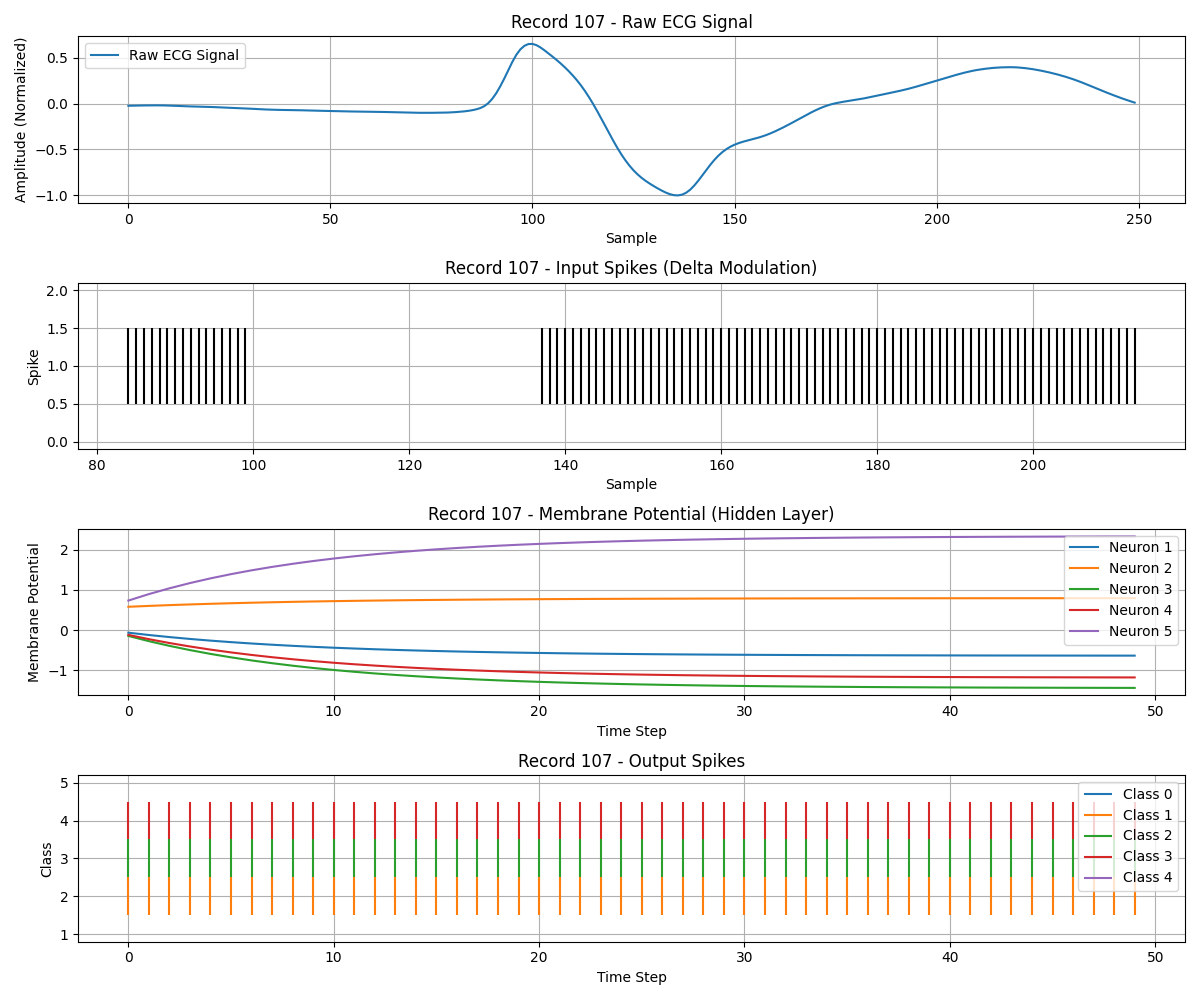 Record 107 - Raw ECG Signal
Amplitude (Normalized)
0.5
0.0
−0.5
−1.0
Raw ECG Signal
0 50 100 150 200 250
Sample
Record 107 - Input Spikes (Delta Modulation)
Spike
2.0
1.5
1.0
0.5
0.0
80 100 120 140 160 180 200
Sample
Record 107 - Membrane Potential (Hidden Layer)
Membrane Potential
2
1
0
−1
Neuron 1
Neuron 2
Neuron 3
Neuron 4
Neuron 5
0 10 20 30 40 50
Time Step
Record 107 - Output Spikes
Class
5
4
3
2
1
Class 0
Class 1
Class 2
Class 3
Class 4
0 10 20 30 40 50
Time Step